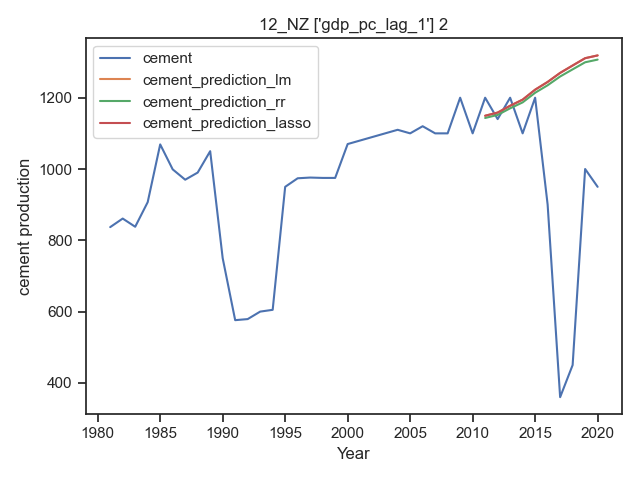 12_NZ ['gdp_pc_lag_1'] 2
cement
cement_prediction_lm
cement_prediction_rr
cement_prediction_lasso
1200
1000
800
600
400
cement production
1980 1985 1990 1995 2000 2005 2010 2015 2020
Year